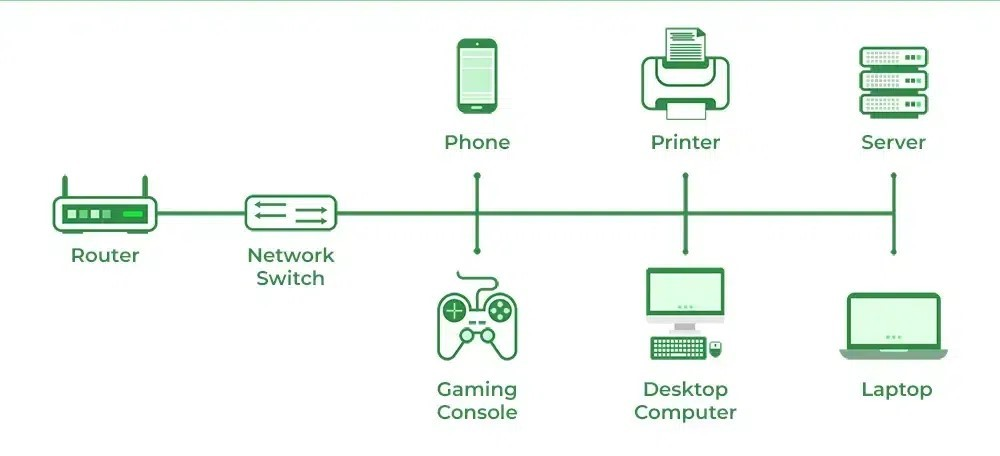 Phone
Printer
Server
Router
Network
Switch
Gaming
Console
Desktop
Computer
Laptop